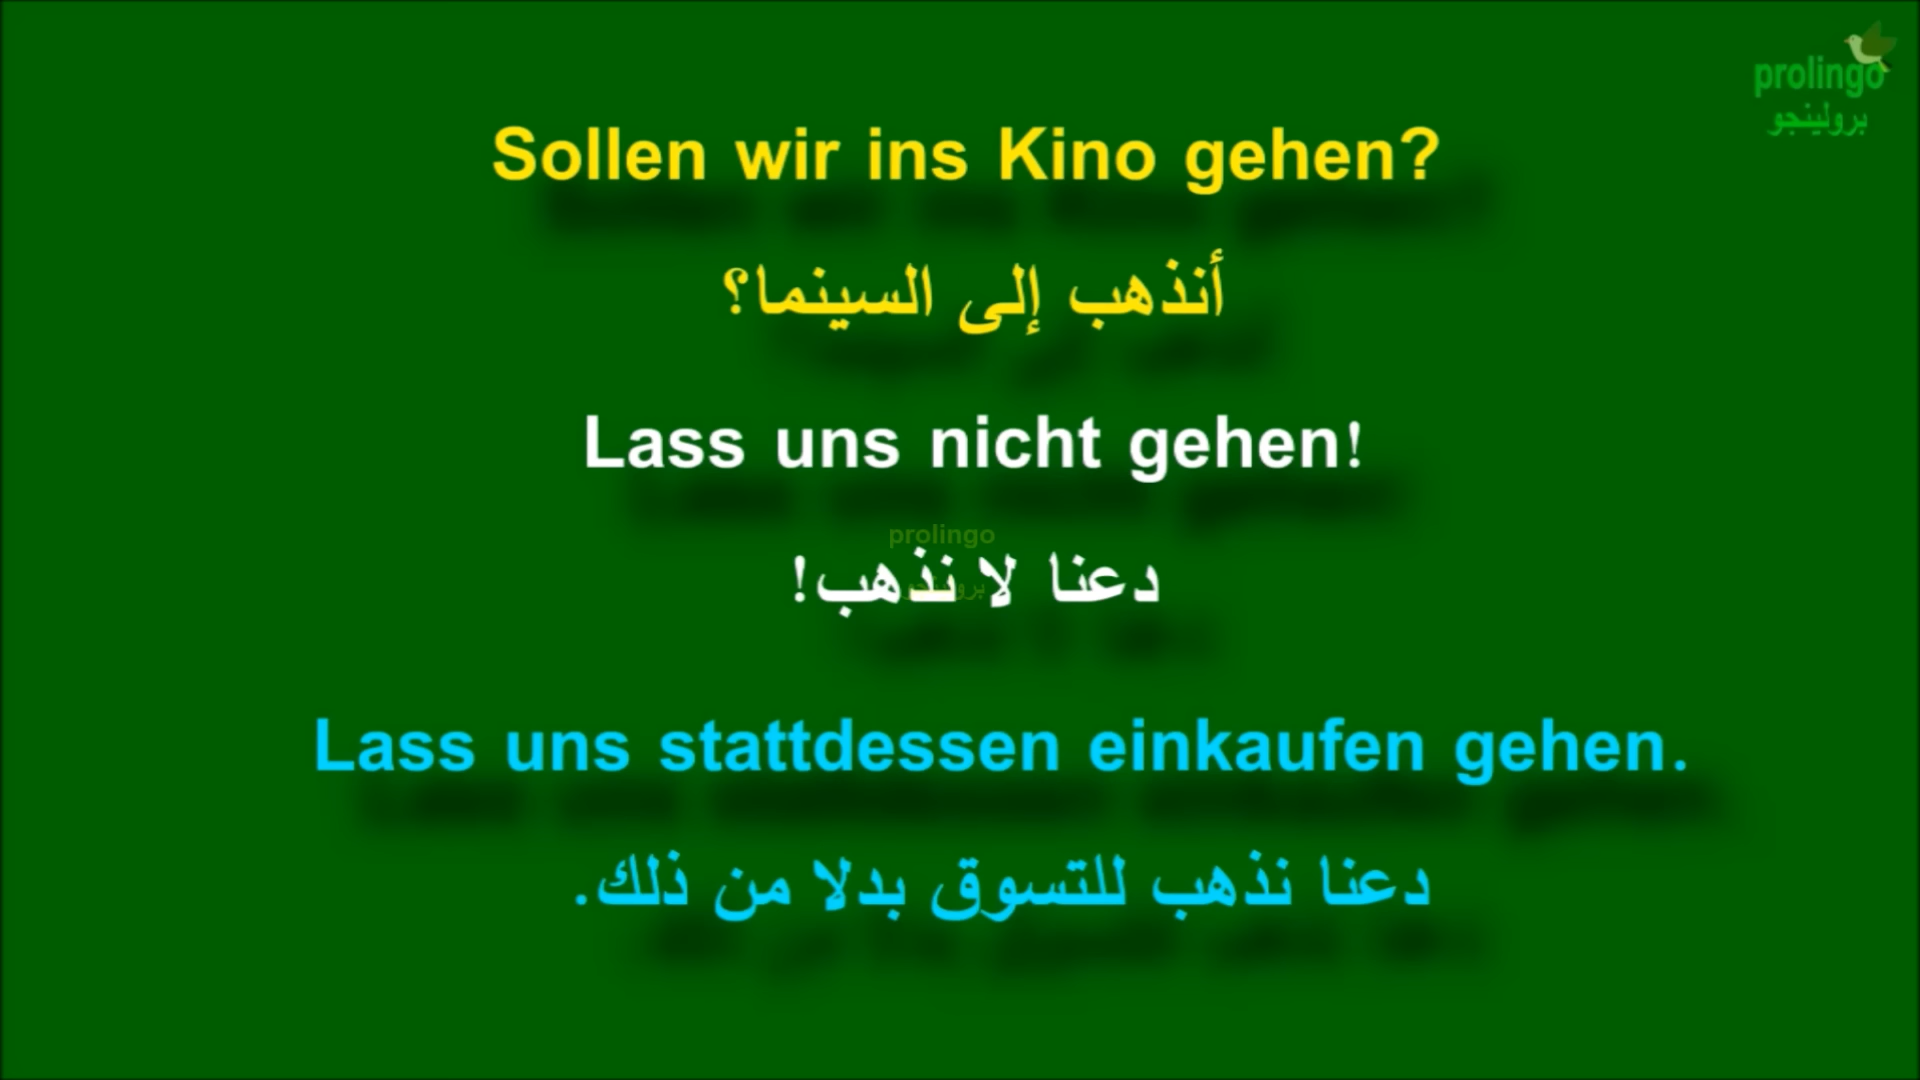 prolingo
برولينجو
Sollen wir ins Kino gehen?
أنذهب إلى السينما؟
Lass uns nicht gehen!
prolingo
برولينجو
دعنا لا نذهب!
Lass uns stattdessen einkaufen gehen.
دعنا نذهب للتسوق بدلا من ذلك.